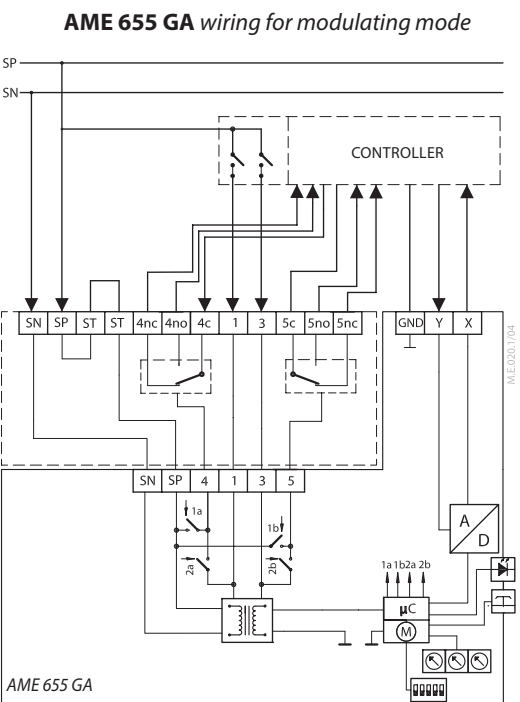 AME 655 GA wiring for modulating mode
SP
SN
CONTROLLER
SN SP ST ST 4nc 4no 4c 1 3 5c 5no 5nc GND Y X
M.E.020.1/04
SN SP 4 1 3 5
1a
1b
2a
2b
A
D
1a 1b 2a 2b
µC
M
AME 655 GA